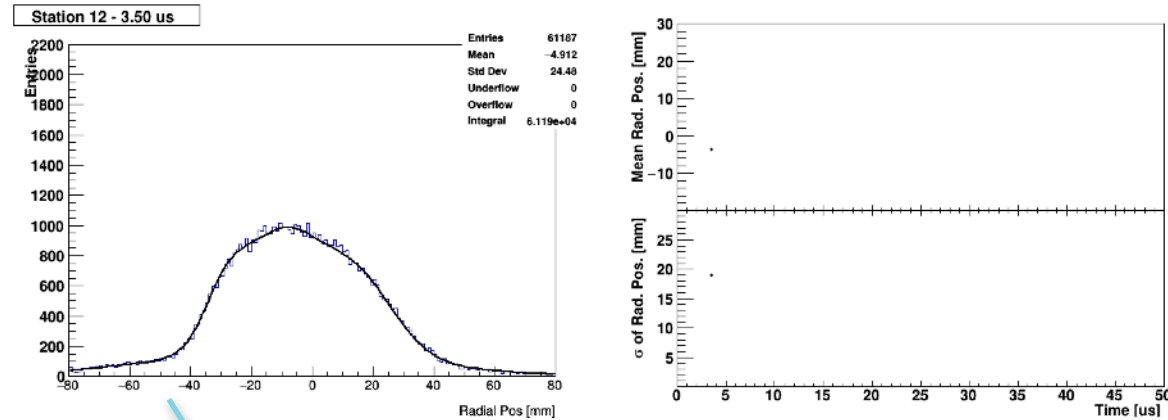 Station 12 - 3.50 us
Entries 61187
Mean −4.912
Std Dev 24.48
Underflow 0
Overflow 0
Integral 6.119e+04
Entries
2200
2000
1800
1600
1400
1200
1000
800
600
400
200
0
−80 −60 −40 −20 0 20 40 60 80
Radial Pos [mm]
Mean Rad. Pos. [mm]
30
20
10
0
−10
σ of Rad. Pos. [mm]
25
20
15
10
5
0 5 10 15 20 25 30 35 40 45 50
Time [us]